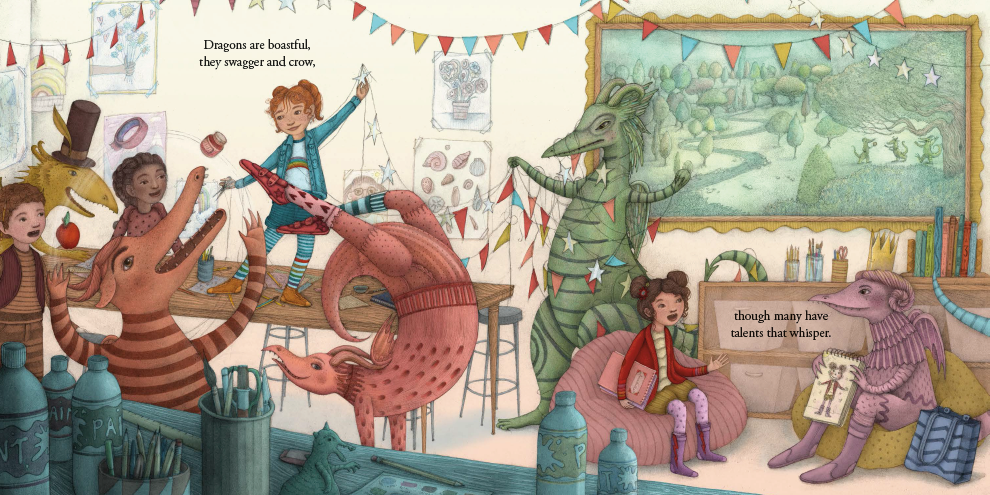 Dragons are boastful,
they swagger and crow,
though many have
talents that whisper.